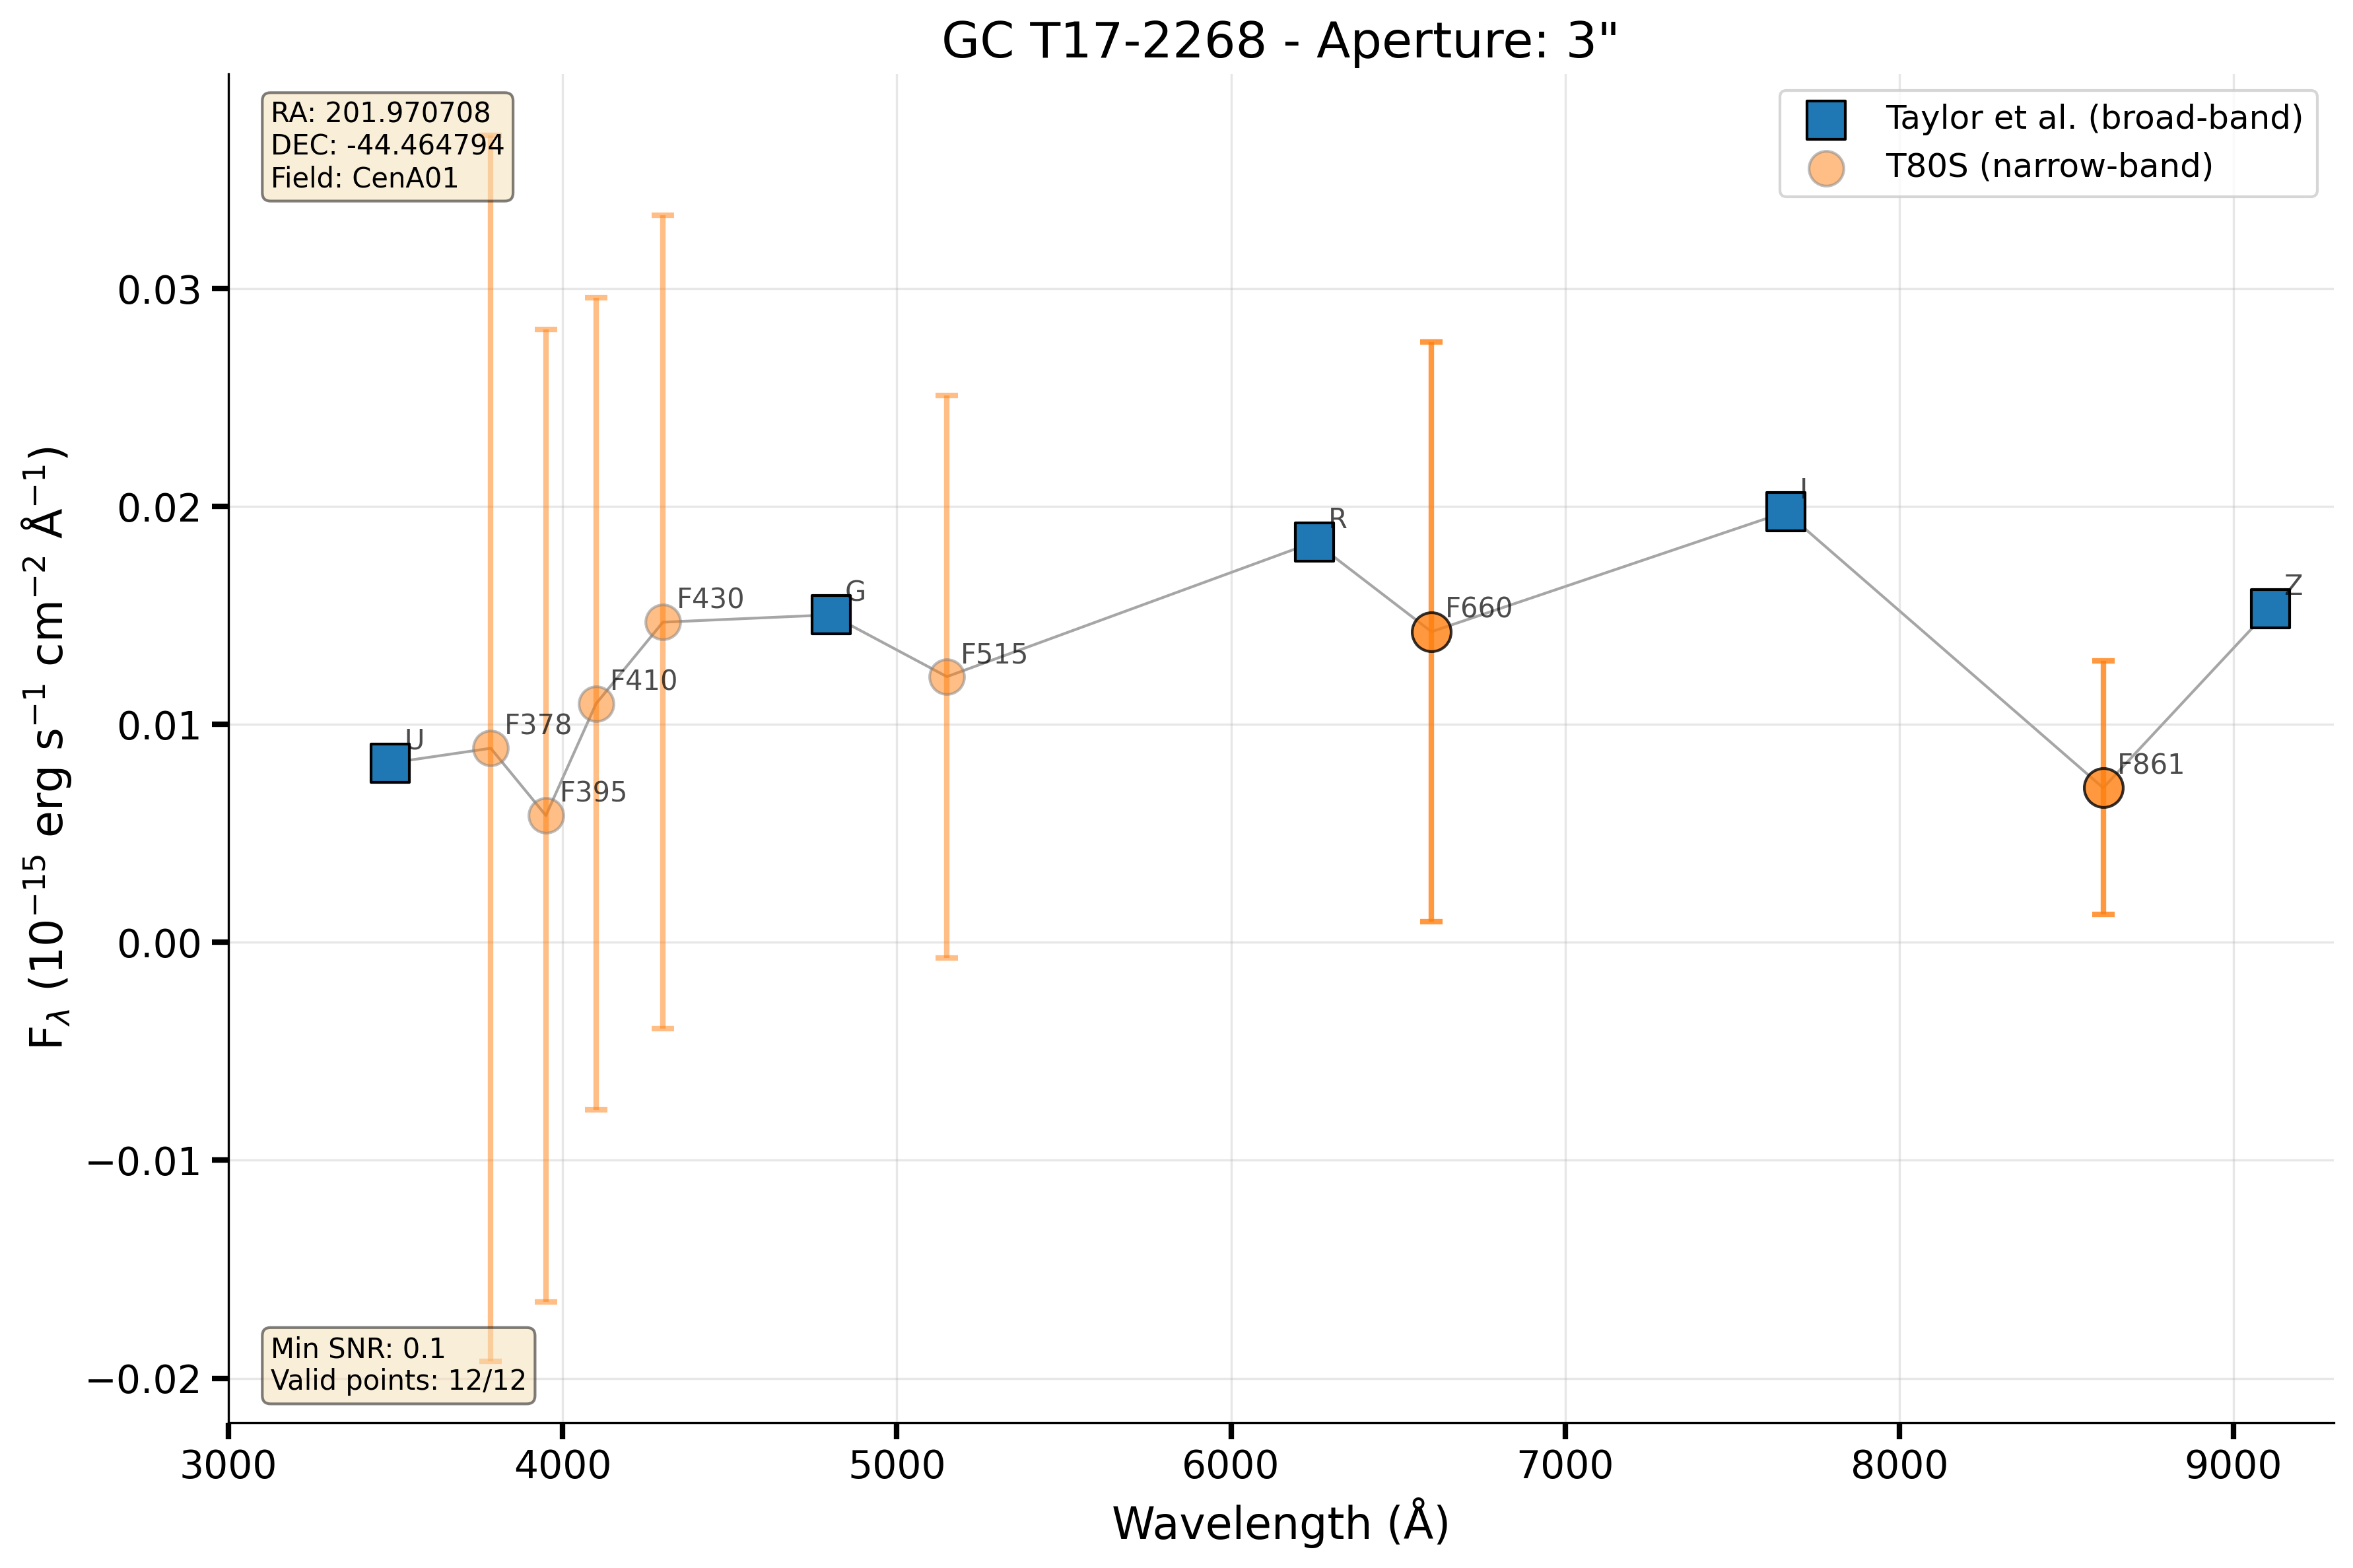 GC T17-2268 - Aperture: 3"
RA: 201.970708
DEC: -44.464794
Field: CenA01
Taylor et al. (broad-band)
T80S (narrow-band)
F_λ (10⁻¹⁵ erg s⁻¹ cm⁻² Å⁻¹)
0.03
0.02
0.01
0.00
−0.01
−0.02
U
F378
F395
F410
F430
G
F515
R
F660
I
F861
Z
Min SNR: 0.1
Valid points: 12/12
3000
4000
5000
6000
7000
8000
9000
Wavelength (Å)